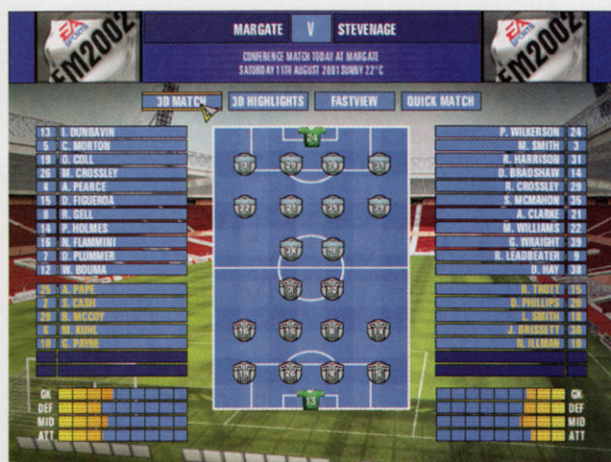 EA SPORTS
FM2002
MARGATE V STEVENAGE
EA SPORTS
FM2002
CONFERENCE MATCH TODAY AT MARGATE
SATURDAY 11TH AUGUST 2001 SUNNY 22°C
3D MATCH 3D HIGHLIGHTS FASTVIEW QUICK MATCH
13 I. DUNBAVIN
5 C. MORTON
19 O. COLL
26 M. CROSSLEY
4 A. PEARCE
15 D. FIGUEROA
8 R. GELL
14 P. HOLMES
16 N. FLAMMINI
7 D. PLUMMER
12 W. BOUMA
25 A. PAPE
2 S. CASH
29 B. MCCOY
6 M. KUHL
10 G. PAYNE
24
13
P. WILKERSON 24
M. SMITH 3
R. HARRISON 31
D. BRADSHAW 14
R. CROSSLEY 29
S. MCMAHON 35
A. CLARKE 21
M. WILLIAMS 22
G. WRAIGHT 39
R. LEADBEATER 9
D. HAY 38
R. TROTT 15
D. PHILLIPS 20
L. SMITH 18
J. BRISSETT 30
N. ILLMAN
GK
DEF
MID
ATT
GK
DEF
MID
ATT